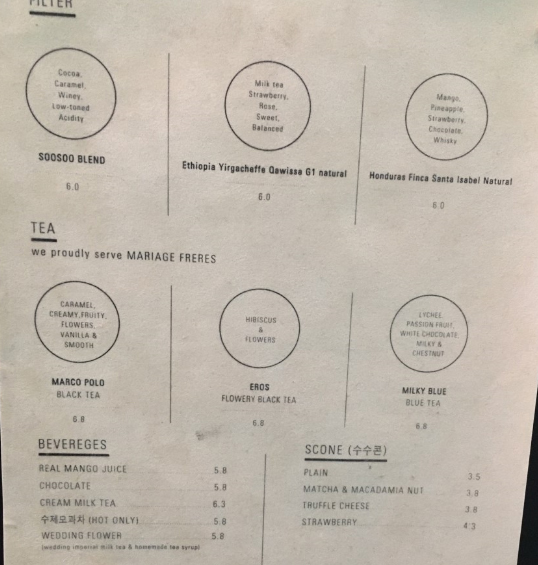 FILTER
Cocoa,
Caramel,
Winey,
Low-toned
Acidity
SOOSOO BLEND
6.0
Milk tea
Strawberry,
Rose,
Sweet,
Balanced
Ethiopia Yirgacheffe Qawissa G1 natural
6.0
Mango,
Pineapple,
Strawberry,
Chocolate,
Whisky
Honduras Finca Santa Isabel Natural
6.0
TEA
we proudly serve MARIAGE FRERES
CARAMEL,
CREAMY,FRUITY,
FLOWERS,
VANILLA &
SMOOTH
MARCO POLO
BLACK TEA
6.8
HIBISCUS
&
FLOWERS
EROS
FLOWERY BLACK TEA
6.8
LYCHEE,
PASSION FRUIT,
WHITE CHOCOLATE
MILKY &
CHESTNUT
MILKY BLUE
BLUE TEA
6.8
BEVEREGES
REAL MANGO JUICE 5.8
CHOCOLATE 5.8
CREAM MILK TEA 6.3
수제모과차 (HOT ONLY) 5.8
WEDDING FLOWER 5.8
(wedding imperial milk tea & homemade tea syrup)
SCONE (수수콘)
PLAIN 3.5
MATCHA & MACADAMIA NUT 3.8
TRUFFLE CHEESE 3.8
STRAWBERRY 4.3